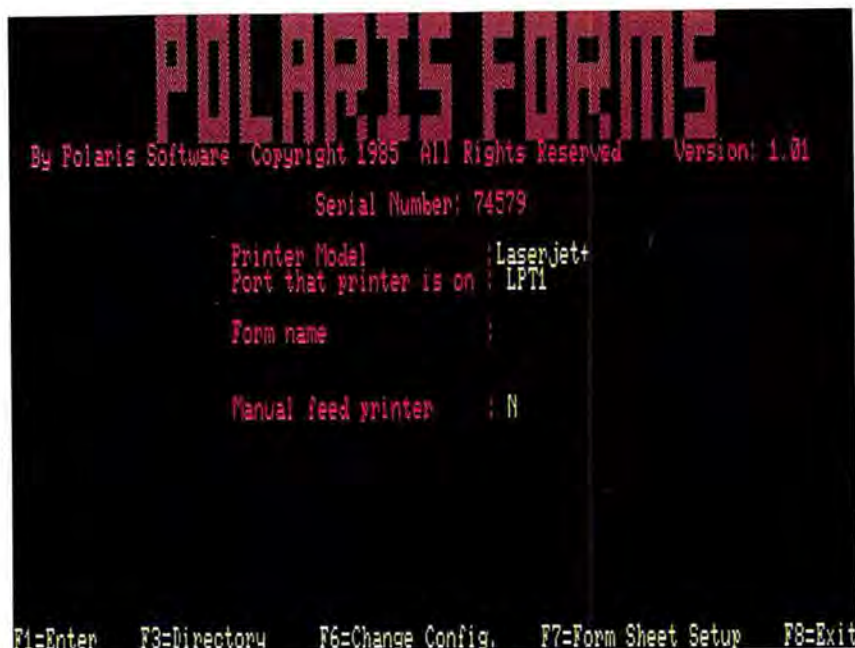 POLARIS FORMS
By Polaris Software Copyright 1985 All Rights Reserved Version: 1.01
Serial Number: 74579
Printer Model :Laserjet+
Port that printer is on : LPT1
Form name :
Manual feed printer : N
F1=Enter F3=Directory F6=Change Config. F7=Form Sheet Setup F8=Exit